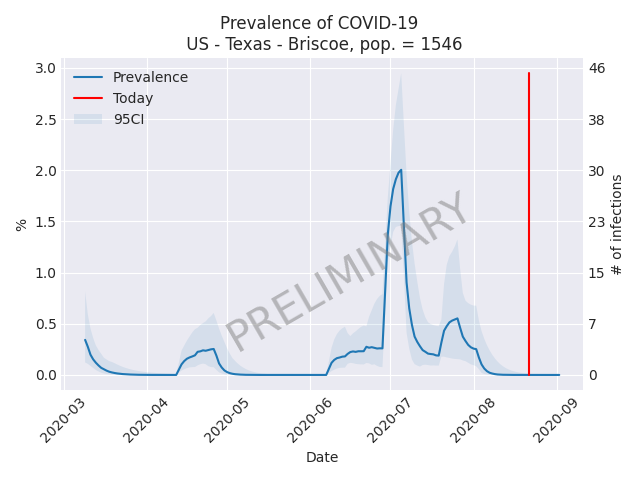 Prevalence of COVID-19
US - Texas - Briscoe, pop. = 1546
Prevalence
Today
95CI
3.0
2.5
2.0
1.5
1.0
0.5
0.0
%
46
38
30
23
15
7
0
# of infections
PRELIMINARY
2020-03
2020-04
2020-05
2020-06
2020-07
2020-08
2020-09
Date